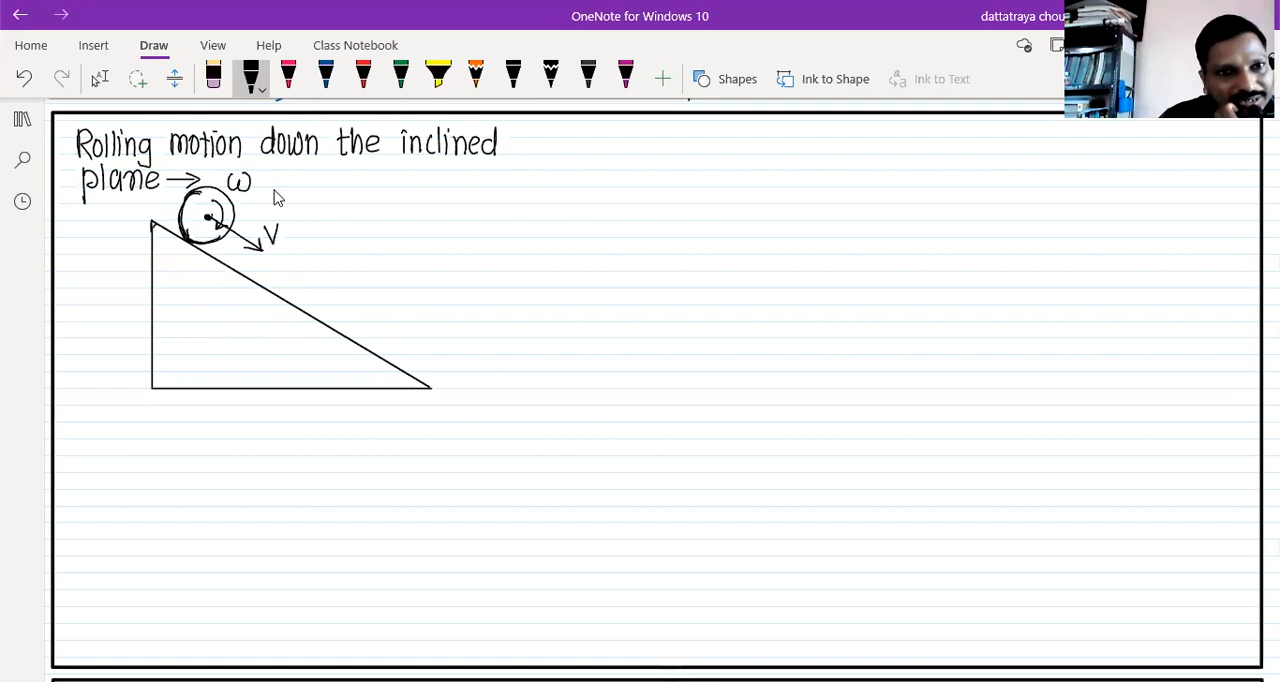 OneNote for Windows 10
dattatraya chou
Home Insert Draw View Help Class Notebook
Shapes Ink to Shape Ink to Text
Rolling motion down the inclined
plane → ω
V